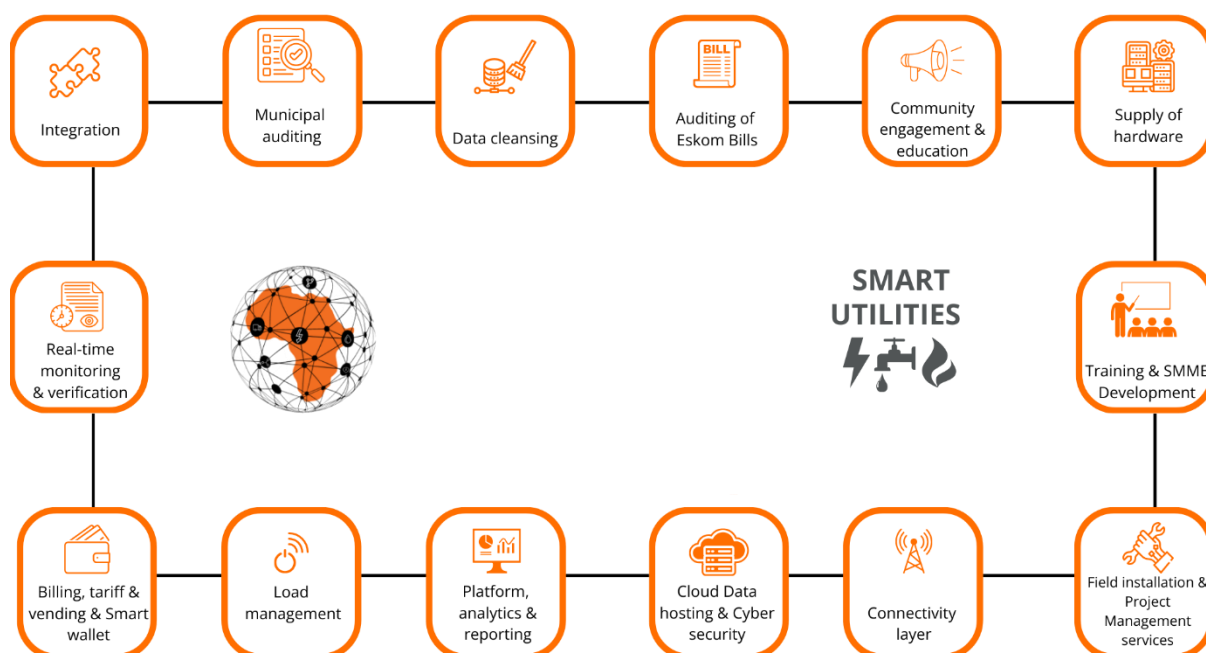 Integration
Municipal
auditing
Data cleansing
BILL
Auditing of
Eskom Bills
Community
engagement &
education
Supply of
hardware
Real-time
monitoring
& verification
SMART
UTILITIES
Training & SMME
Development
Billing, tariff &
vending & Smart
wallet
Load
management
Platform,
analytics &
reporting
Cloud Data
hosting & Cyber
security
Connectivity
layer
Field installation &
Project
Management
services